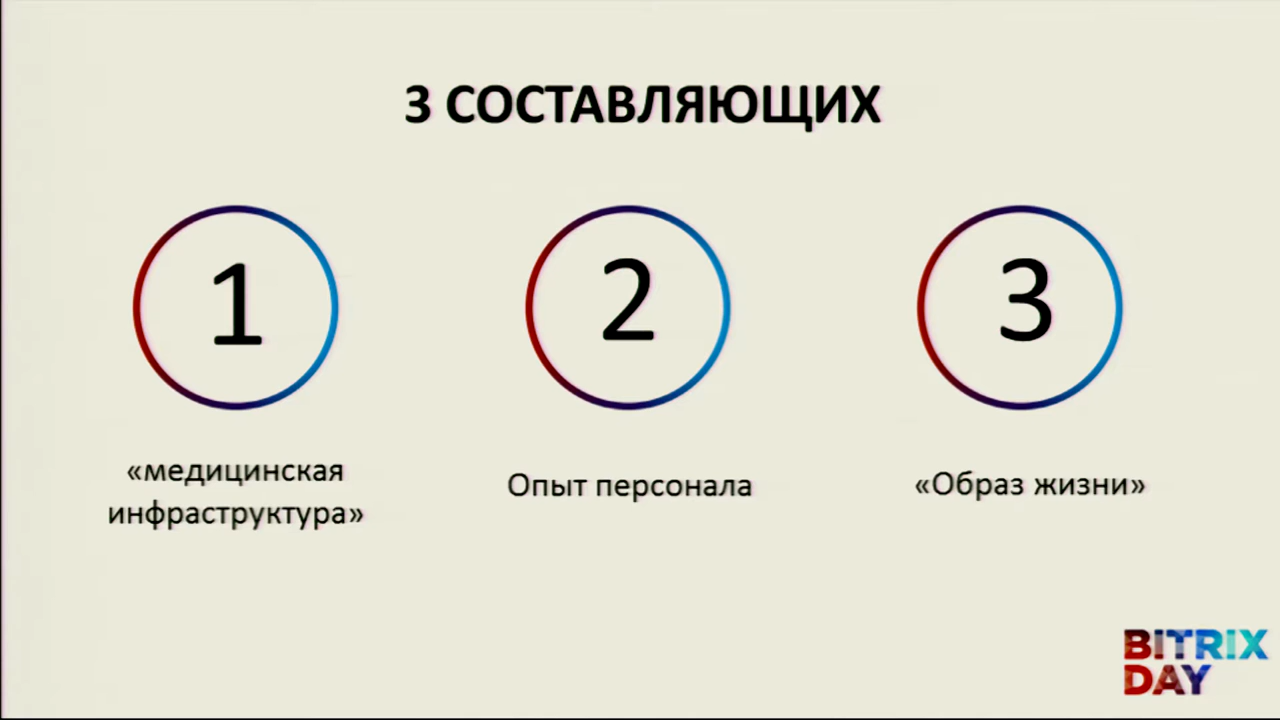 3 СОСТАВЛЯЮЩИХ
1
2
3
«медицинская
инфраструктура»
Опыт персонала
«Образ жизни»
BITRIX
DAY